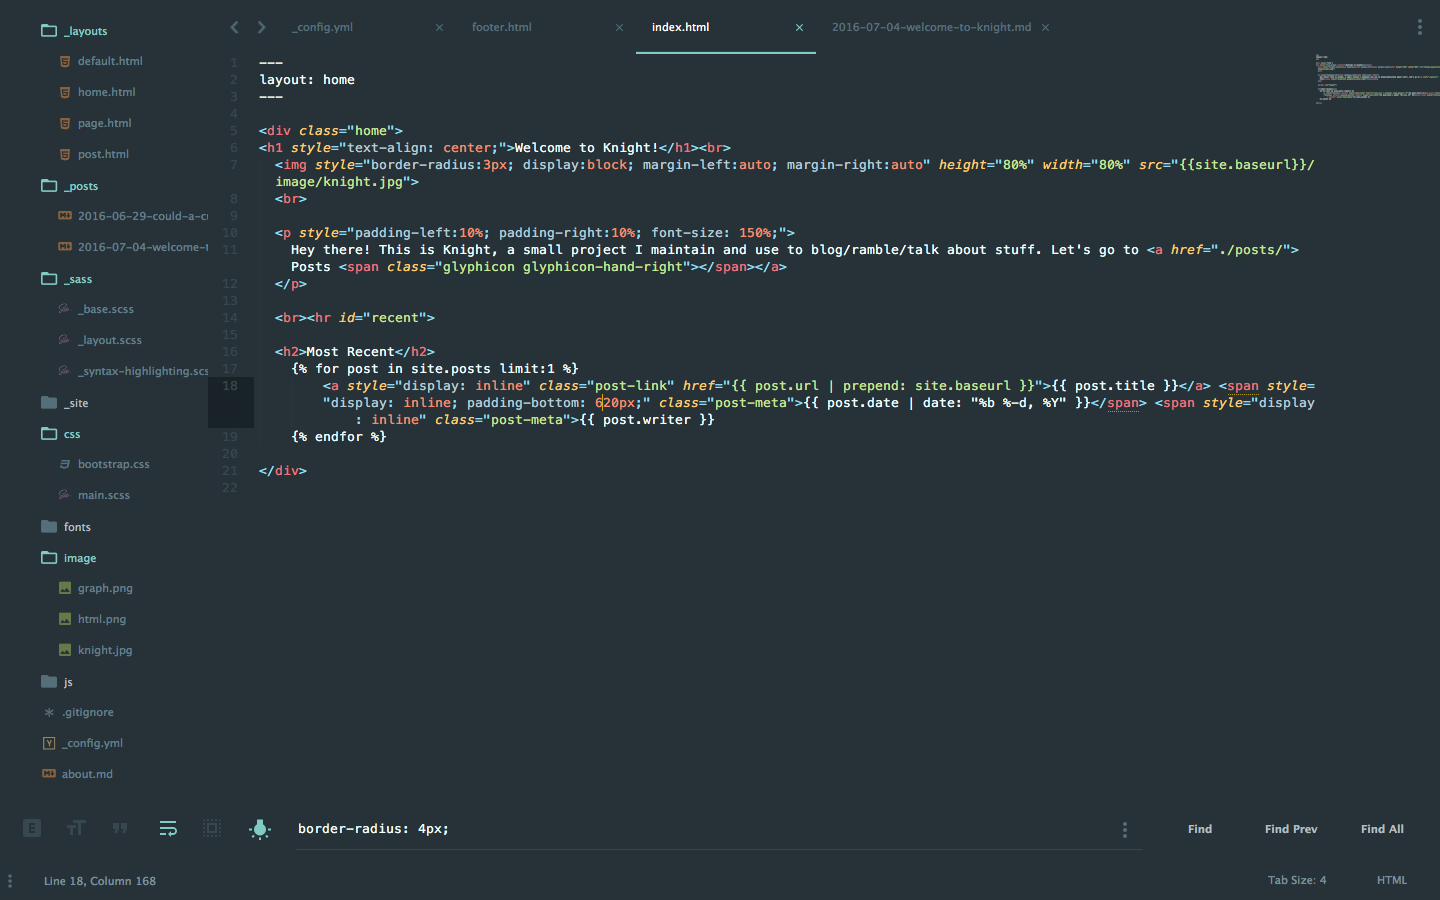 _layouts
default.html
home.html
page.html
post.html
_posts
2016-06-29-could-a-cu
2016-07-04-welcome-t
_sass
_base.scss
_layout.scss
_syntax-highlighting.scs
_site
css
bootstrap.css
main.scss
fonts
image
graph.png
html.png
knight.jpg
js
.gitignore
_config.yml
about.md
_config.yml × footer.html × index.html × 2016-07-04-welcome-to-knight.md ×
1 ---
2 layout: home
3 ---
4
5 <div class="home">
6 <h1 style="text-align: center;">Welcome to Knight!</h1><br>
7 <img style="border-radius:3px; display:block; margin-left:auto; margin-right:auto" height="80%" width="80%" src="{{site.baseurl}}/
image/knight.jpg">
8 <br>
9
10 <p style="padding-left:10%; padding-right:10%; font-size: 150%;">
11 Hey there! This is Knight, a small project I maintain and use to blog/ramble/talk about stuff. Let's go to <a href="./posts/">
Posts <span class="glyphicon glyphicon-hand-right"></span></a>
12 </p>
13
14 <br><hr id="recent">
15
16 <h2>Most Recent</h2>
17 {% for post in site.posts limit:1 %}
18 <a style="display: inline" class="post-link" href="{{ post.url | prepend: site.baseurl }}">{{ post.title }}</a> <span style=
"display: inline; padding-bottom: 620px;" class="post-meta">{{ post.date | date: "%b %-d, %Y" }}</span> <span style="display
: inline" class="post-meta">{{ post.writer }}
19 {% endfor %}
20
21 </div>
22
border-radius: 4px;
Find Find Prev Find All
Line 18, Column 168
Tab Size: 4 HTML